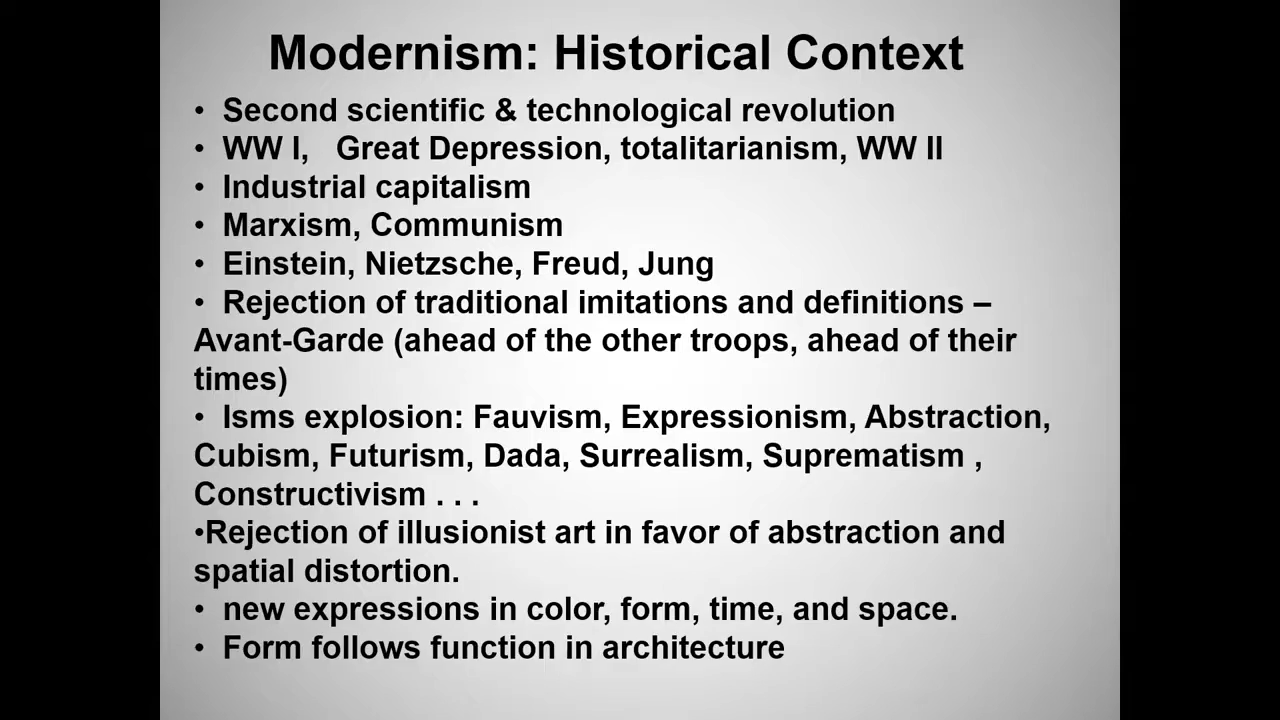 Modernism: Historical Context
• Second scientific & technological revolution
• WW I, Great Depression, totalitarianism, WW II
• Industrial capitalism
• Marxism, Communism
• Einstein, Nietzsche, Freud, Jung
• Rejection of traditional imitations and definitions –
Avant-Garde (ahead of the other troops, ahead of their
times)
• Isms explosion: Fauvism, Expressionism, Abstraction,
Cubism, Futurism, Dada, Surrealism, Suprematism ,
Constructivism . . .
•Rejection of illusionist art in favor of abstraction and
spatial distortion.
• new expressions in color, form, time, and space.
• Form follows function in architecture